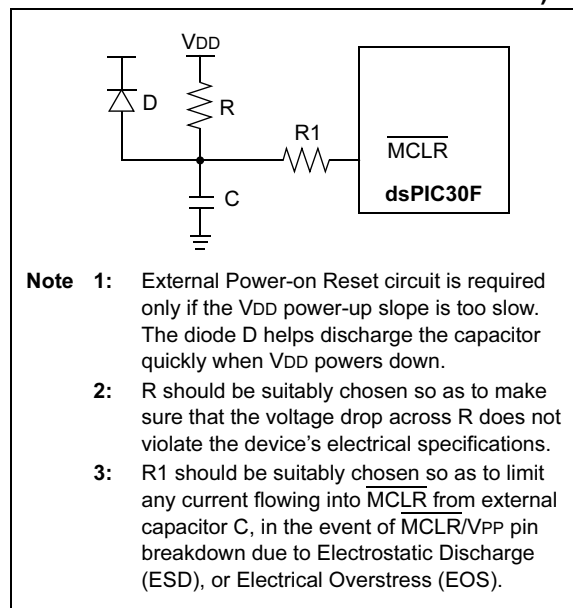 VDD
D
R
R1
MCLR
C
dsPIC30F
Note 1: External Power-on Reset circuit is required
only if the VDD power-up slope is too slow.
The diode D helps discharge the capacitor
quickly when VDD powers down.
2: R should be suitably chosen so as to make
sure that the voltage drop across R does not
violate the device's electrical specifications.
3: R1 should be suitably chosen so as to limit
any current flowing into MCLR from external
capacitor C, in the event of MCLR/VPP pin
breakdown due to Electrostatic Discharge
(ESD), or Electrical Overstress (EOS).